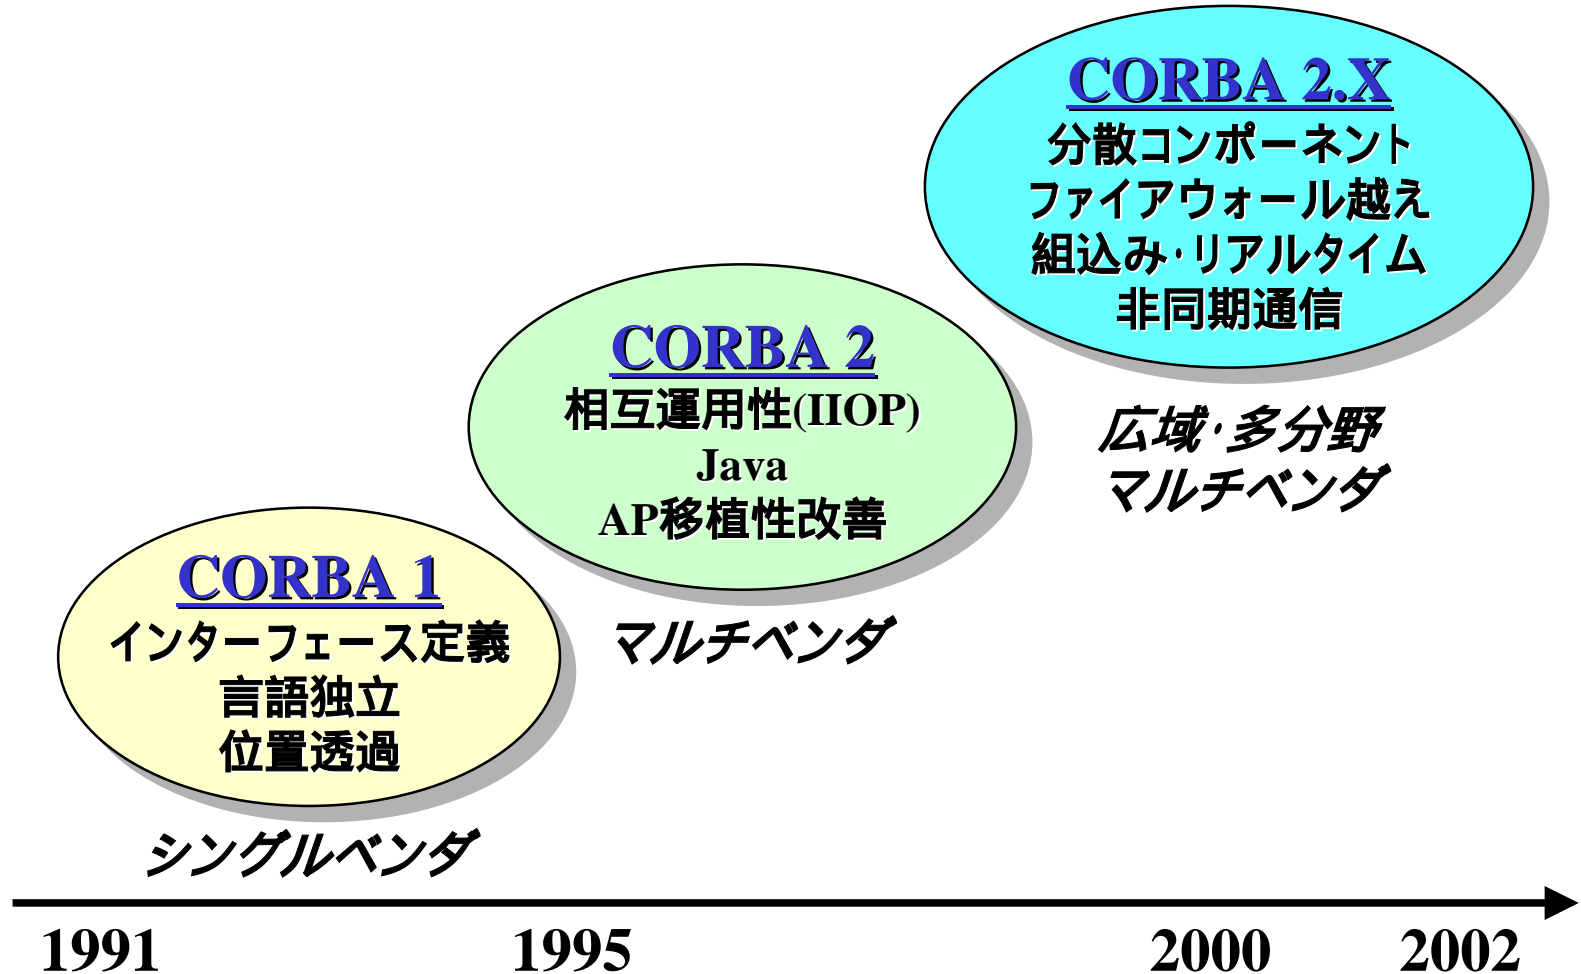 CORBA 2.X
分散コンポーネント
ファイアウォール越え
組込み・リアルタイム
非同期通信
広域・多分野
マルチベンダ
CORBA 2
相互運用性(IIOP)
Java
AP移植性改善
マルチベンダ
CORBA 1
インターフェース定義
言語独立
位置透過
シングルベンダ
1991 1995 2000 2002